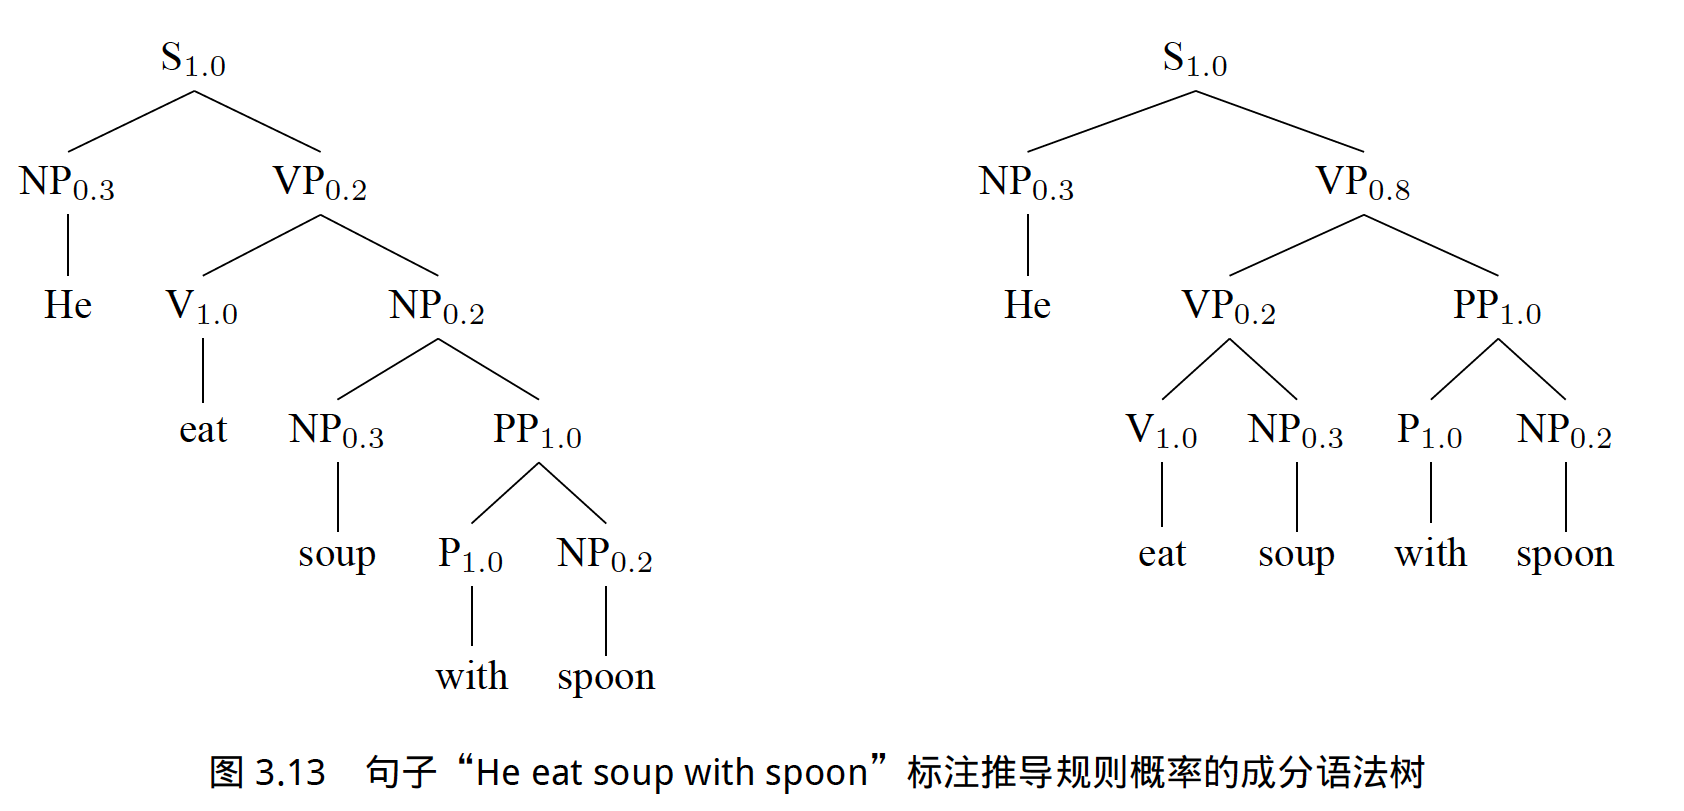 S1.0 S1.0
NP0.3 VP0.2 NP0.3 VP0.8
He V1.0 NP0.2 He VP0.2 PP1.0
eat NP0.3 PP1.0 V1.0 NP0.3 P1.0 NP0.2
soup P1.0 NP0.2 eat soup with spoon
with spoon
图 3.13 句子“He eat soup with spoon”标注推导规则概率的成分语法树